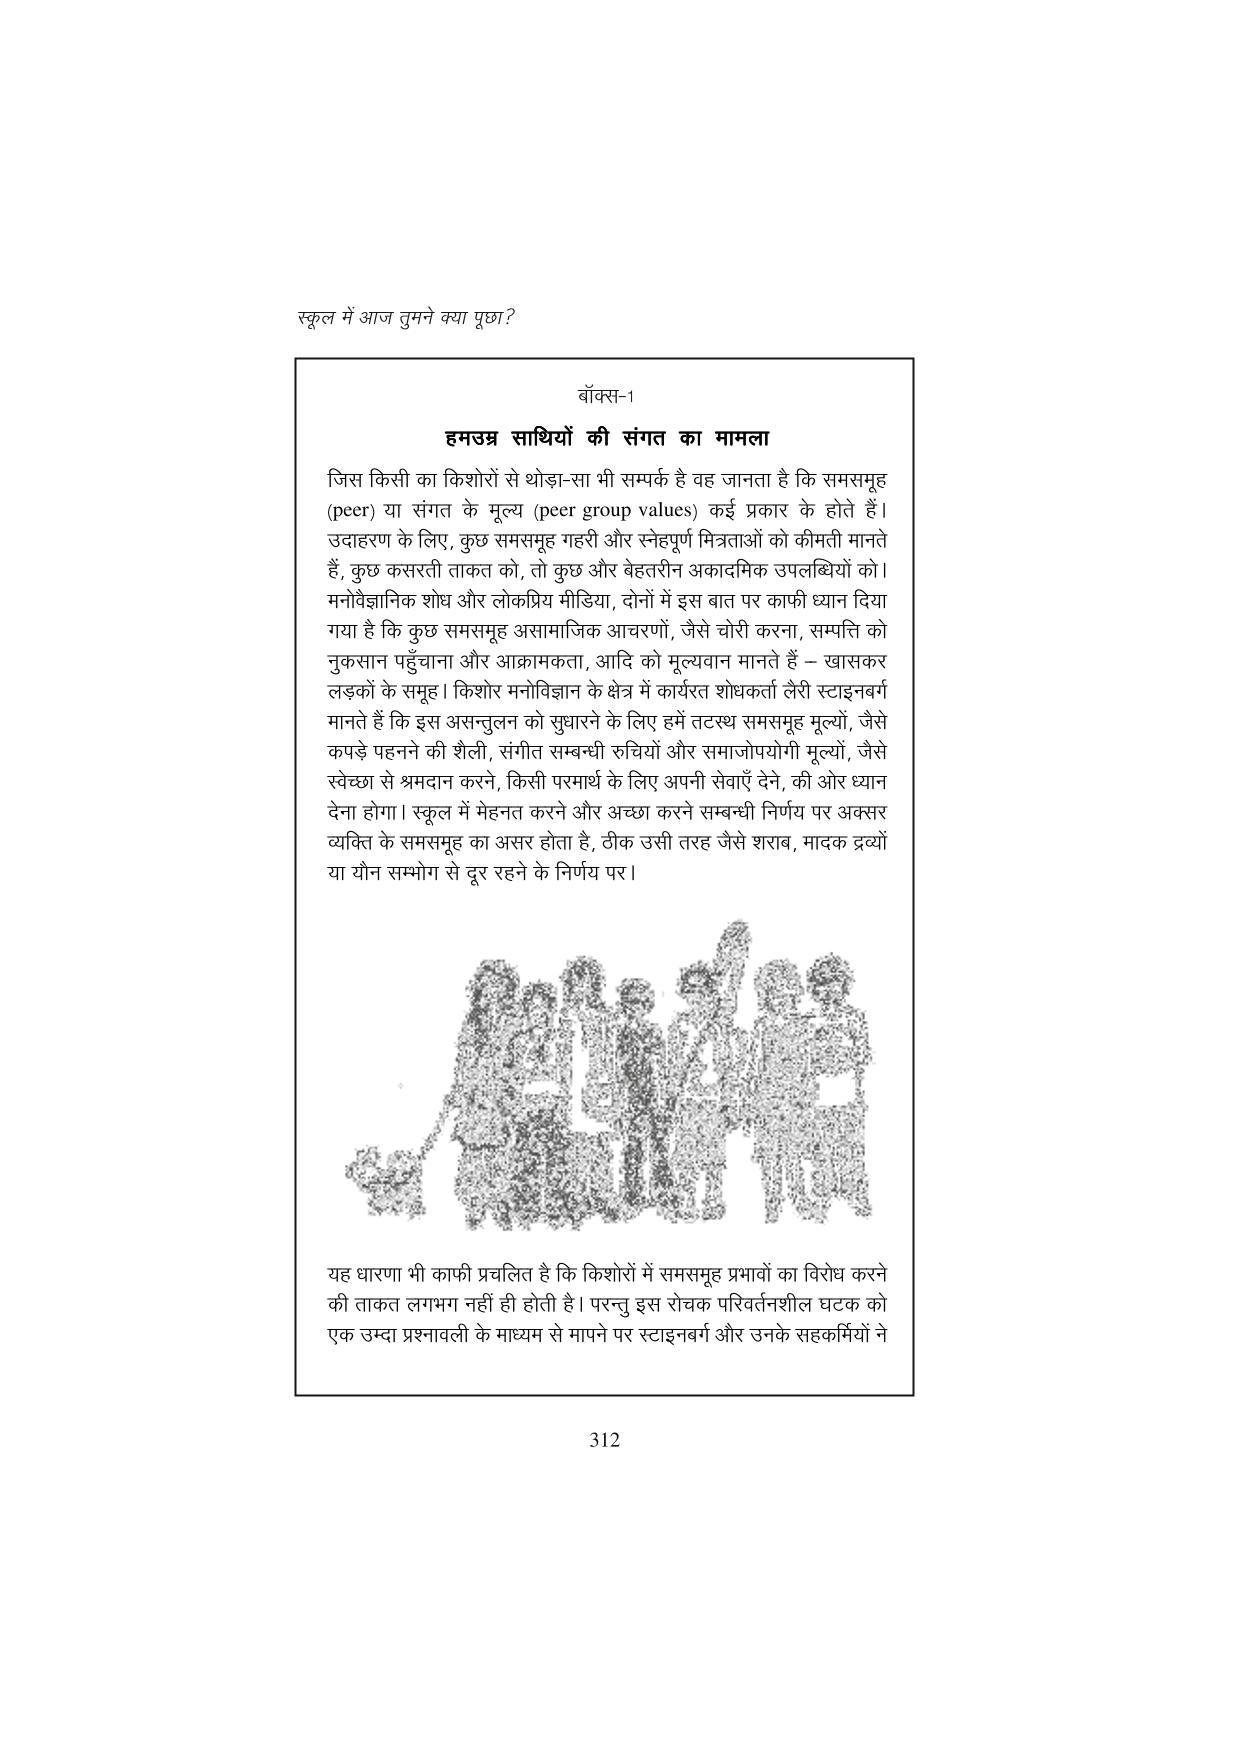 स्कूल में आज तुमने क्या पूछा?
बॉक्स-1
हमउम्र साथियों की संगत का मामला
जिस किसी का किशोरों से थोड़ा-सा भी सम्पर्क है वह जानता है कि समसमूह
(peer) या संगत के मूल्य (peer group values) कई प्रकार के होते हैं।
उदाहरण के लिए, कुछ समसमूह गहरी और स्नेहपूर्ण मित्रताओं को कीमती मानते
हैं, कुछ कसरती ताकत को, तो कुछ और बेहतरीन अकादमिक उपलब्धियों को।
मनोवैज्ञानिक शोध और लोकप्रिय मीडिया, दोनों में इस बात पर काफी ध्यान दिया
गया है कि कुछ समसमूह असामाजिक आचरणों, जैसे चोरी करना, सम्पत्ति को
नुकसान पहुँचाना और आक्रामकता, आदि को मूल्यवान मानते हैं – खासकर
लड़कों के समूह। किशोर मनोविज्ञान के क्षेत्र में कार्यरत शोधकर्ता लैरी स्टाइनबर्ग
मानते हैं कि इस असन्तुलन को सुधारने के लिए हमें तटस्थ समसमूह मूल्यों, जैसे
कपड़े पहनने की शैली, संगीत सम्बन्धी रुचियों और समाजोपयोगी मूल्यों, जैसे
स्वेच्छा से श्रमदान करने, किसी परमार्थ के लिए अपनी सेवाएँ देने, की ओर ध्यान
देना होगा। स्कूल में मेहनत करने और अच्छा करने सम्बन्धी निर्णय पर अक्सर
व्यक्ति के समसमूह का असर होता है, ठीक उसी तरह जैसे शराब, मादक द्रव्यों
या यौन सम्भोग से दूर रहने के निर्णय पर।
यह धारणा भी काफी प्रचलित है कि किशोरों में समसमूह प्रभावों का विरोध करने
की ताकत लगभग नहीं ही होती है। परन्तु इस रोचक परिवर्तनशील घटक को
एक उम्दा प्रश्नावली के माध्यम से मापने पर स्टाइनबर्ग और उनके सहकर्मियों ने
312